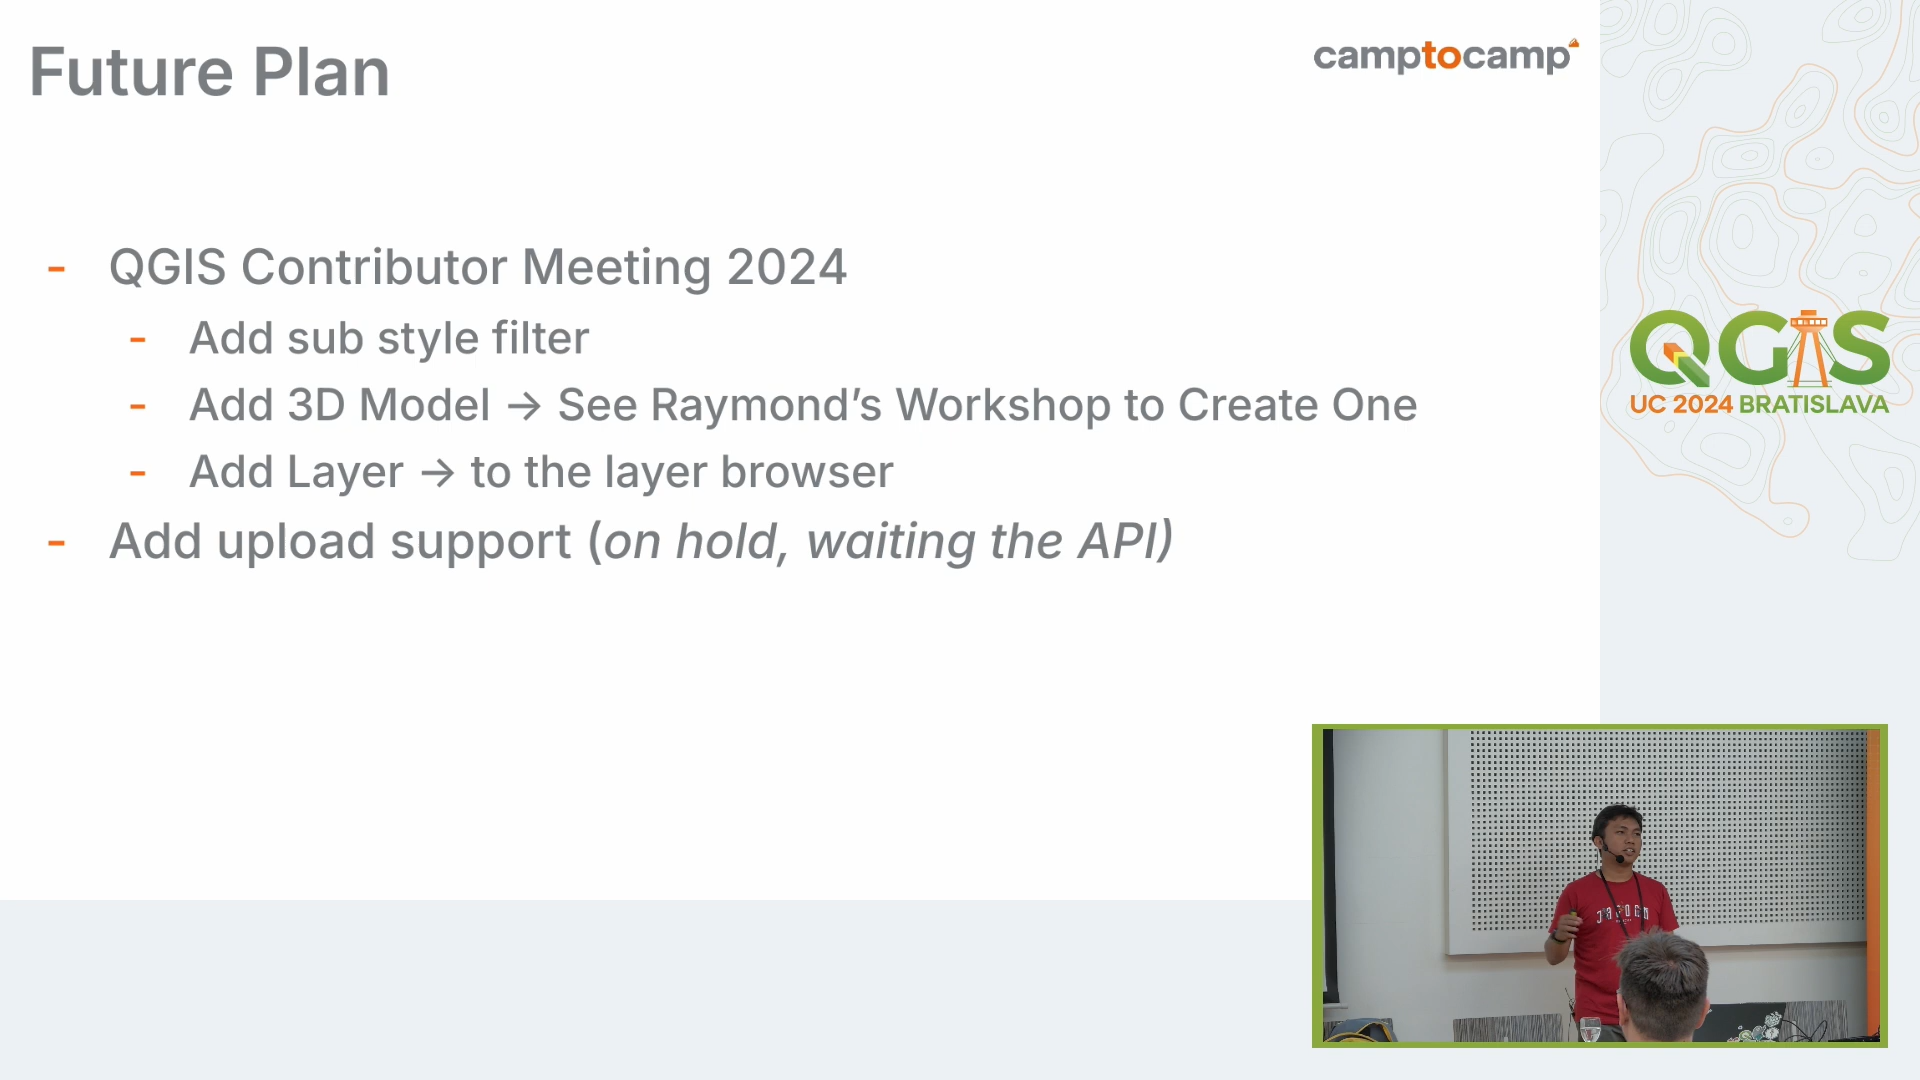 Future Plan
camptocamp
- QGIS Contributor Meeting 2024
- Add sub style filter
- Add 3D Model → See Raymond’s Workshop to Create One
- Add Layer → to the layer browser
- Add upload support (on hold, waiting the API)
QGIS
UC 2024 BRATISLAVA